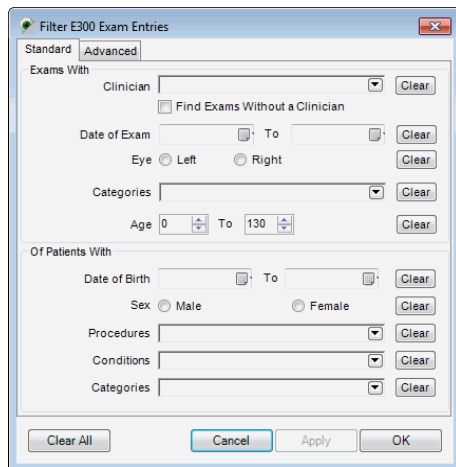 Filter E300 Exam Entries
Standard Advanced
Exams With
Clinician Clear
Find Exams Without a Clinician
Date of Exam To Clear
Eye Left Right Clear
Categories Clear
Age 0 To 130 Clear
Of Patients With
Date of Birth To Clear
Sex Male Female Clear
Procedures Clear
Conditions Clear
Categories Clear
Clear All Cancel Apply OK